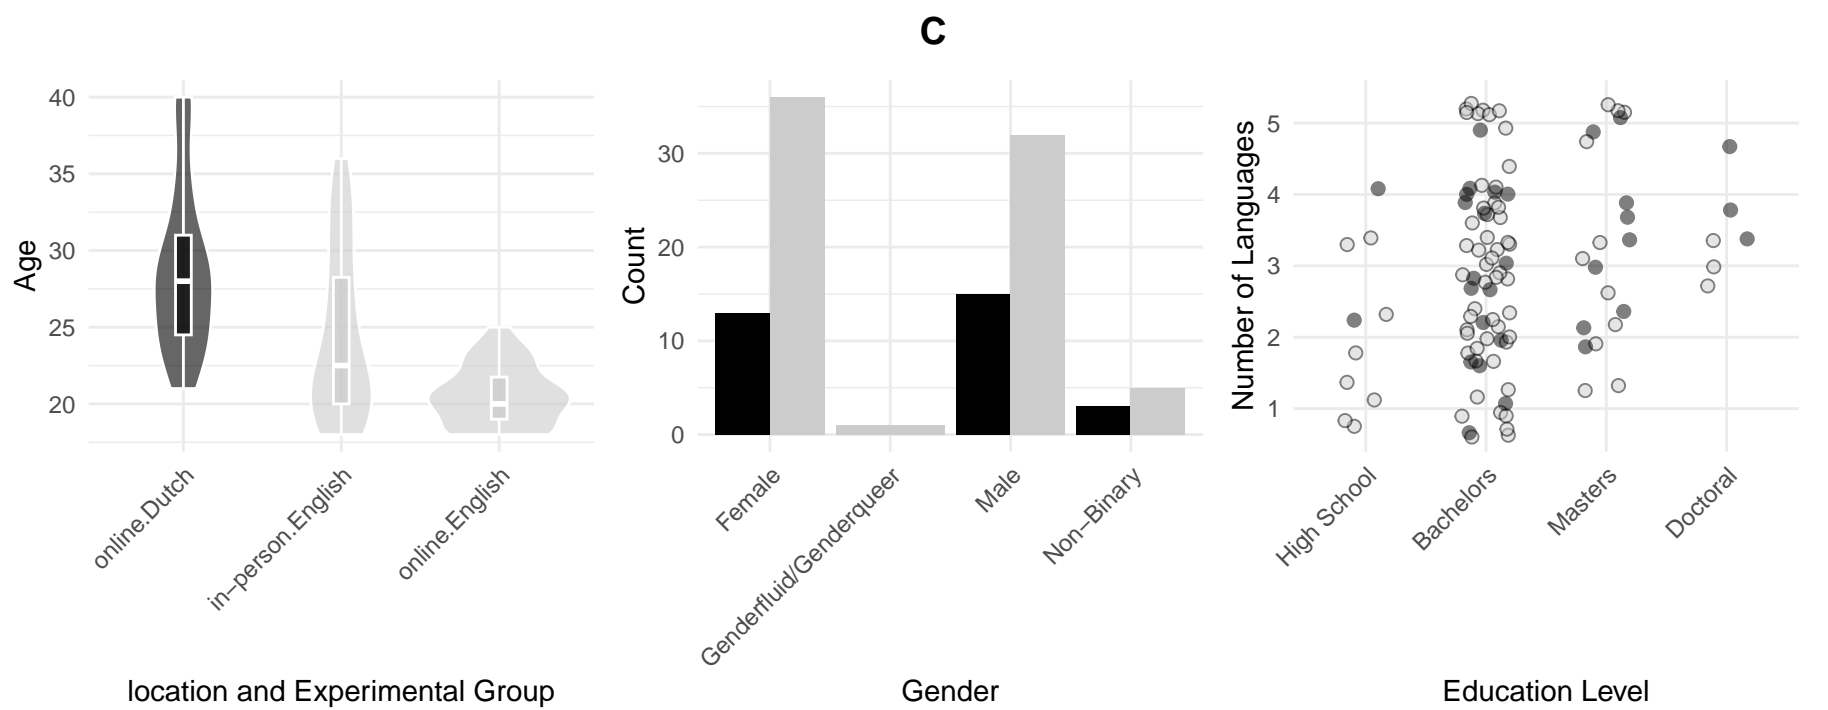 C
Age
40
35
30
25
20
online.Dutch
in−person.English
online.English
location and Experimental Group
Count
30
20
10
0
Female
Genderfluid/Genderqueer
Male
Non−Binary
Gender
Number of Languages
5
4
3
2
1
High School
Bachelors
Masters
Doctoral
Education Level